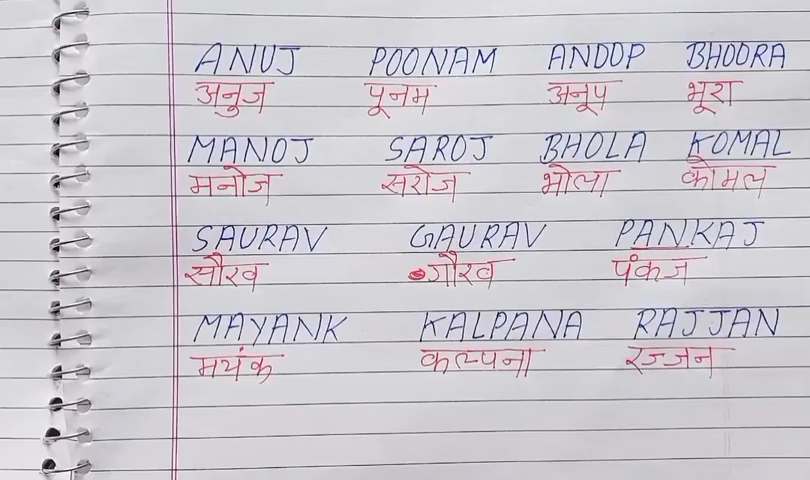 ANUJ POONAM ANOOP BHOORA
अनुज पूनम अनूप भूरा
MANOJ SAROJ BHOLA KOMAL
मनोज सरोज भोला कोमल
SAURAV GAURAV PANKAJ
सौरव गौरव पंकज
MAYANK KALPANA RAJJAN
मयंक कल्पना रज्जन